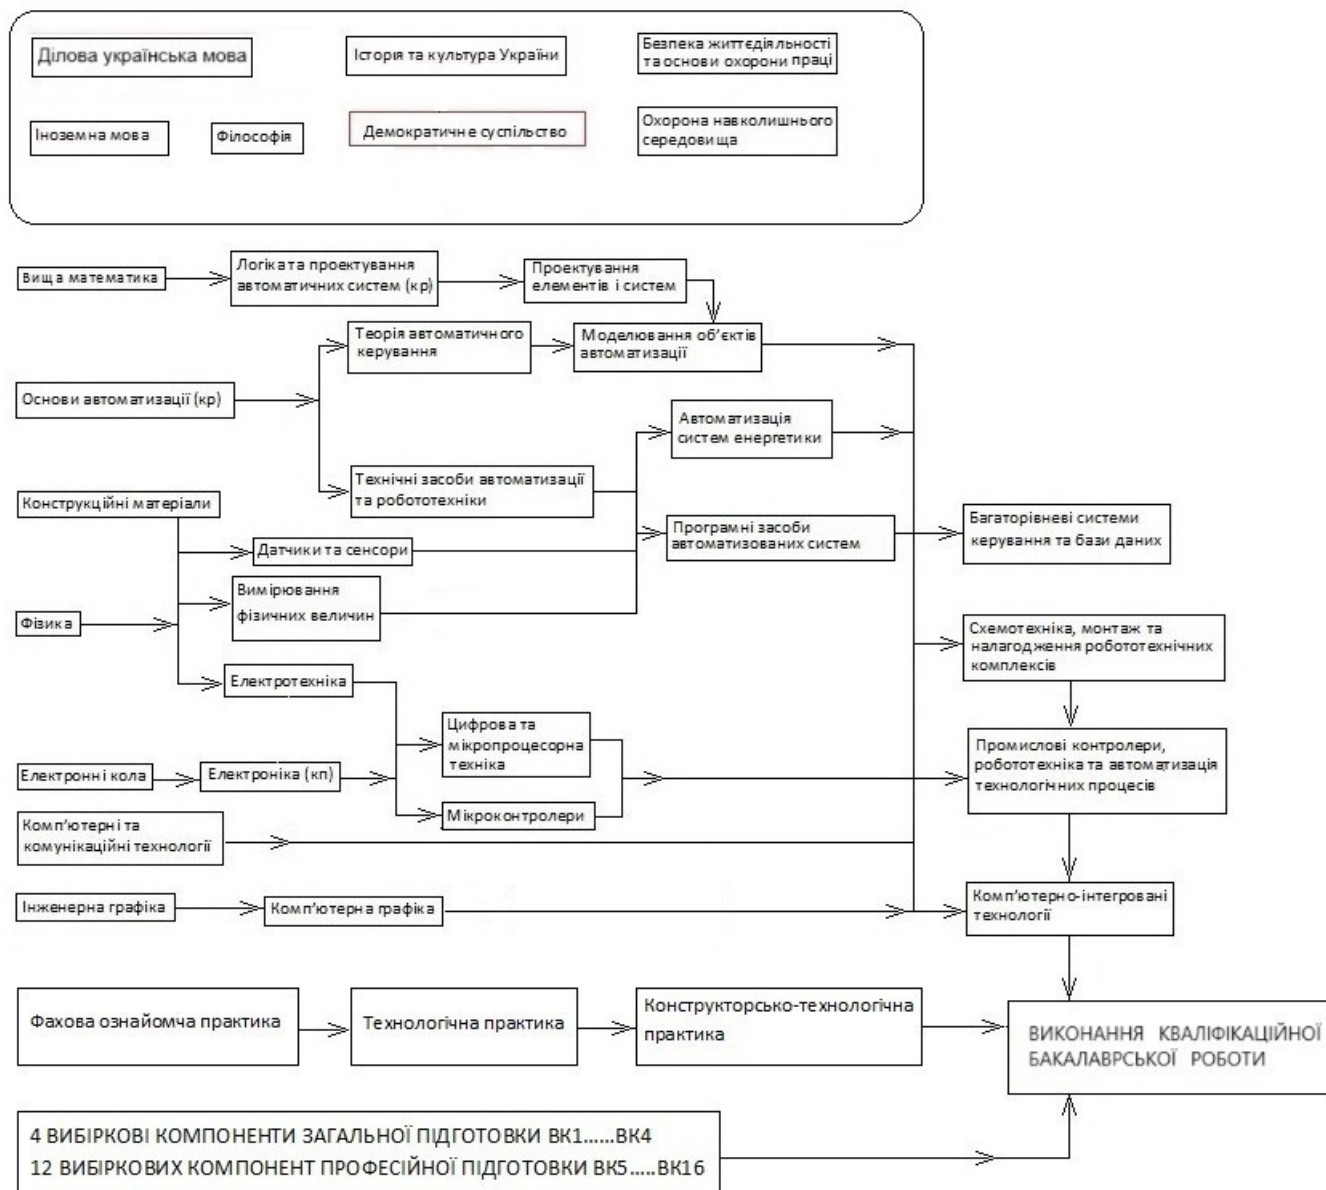 Ділова українська мова
Історія та культура України
Безпека життєдіяльності
та основи охорони праці
Іноземна мова
Філософія
Демократичне суспільство
Охорона навколишнього
середовища
Вища математика
Логіка та проектування
автоматичних систем (кр)
Проектування
елементів і систем
Теорія автоматичного
керування
Моделювання об'єктів
автоматизації
Основи автоматизації (кр)
Автоматизація
систем енергетики
Технічні засоби автоматизації
та робототехніки
Конструкційні матеріали
Програмні засоби
автоматизованих систем
Багаторівневі системи
керування та бази даних
Датчики та сенсори
Вимірювання
фізичних величин
Фізика
Схемотехніка, монтаж та
налагодження робототехнічних
комплексів
Електротехніка
Цифрова та
мікропроцесорна
техніка
Промислові контролери,
робототехніка та автоматизація
технологічних процесів
Електронні кола
Електроніка (кп)
Мікроконтролери
Комп'ютерні та
комунікаційні технології
Інженерна графіка
Комп'ютерна графіка
Комп'ютерно-інтегровані
технології
Фахова ознайомча практика
Технологічна практика
Конструкторсько-технологічна
практика
ВИКОНАННЯ КВАЛІФІКАЦІЙНОЇ
БАКАЛАВРСЬКОЇ РОБОТИ
4 ВИБІРКОВІ КОМПОНЕНТИ ЗАГАЛЬНОЇ ПІДГОТОВКИ ВК1......ВК4
12 ВИБІРКОВИХ КОМПОНЕНТ ПРОФЕСІЙНОЇ ПІДГОТОВКИ ВК5.....ВК16